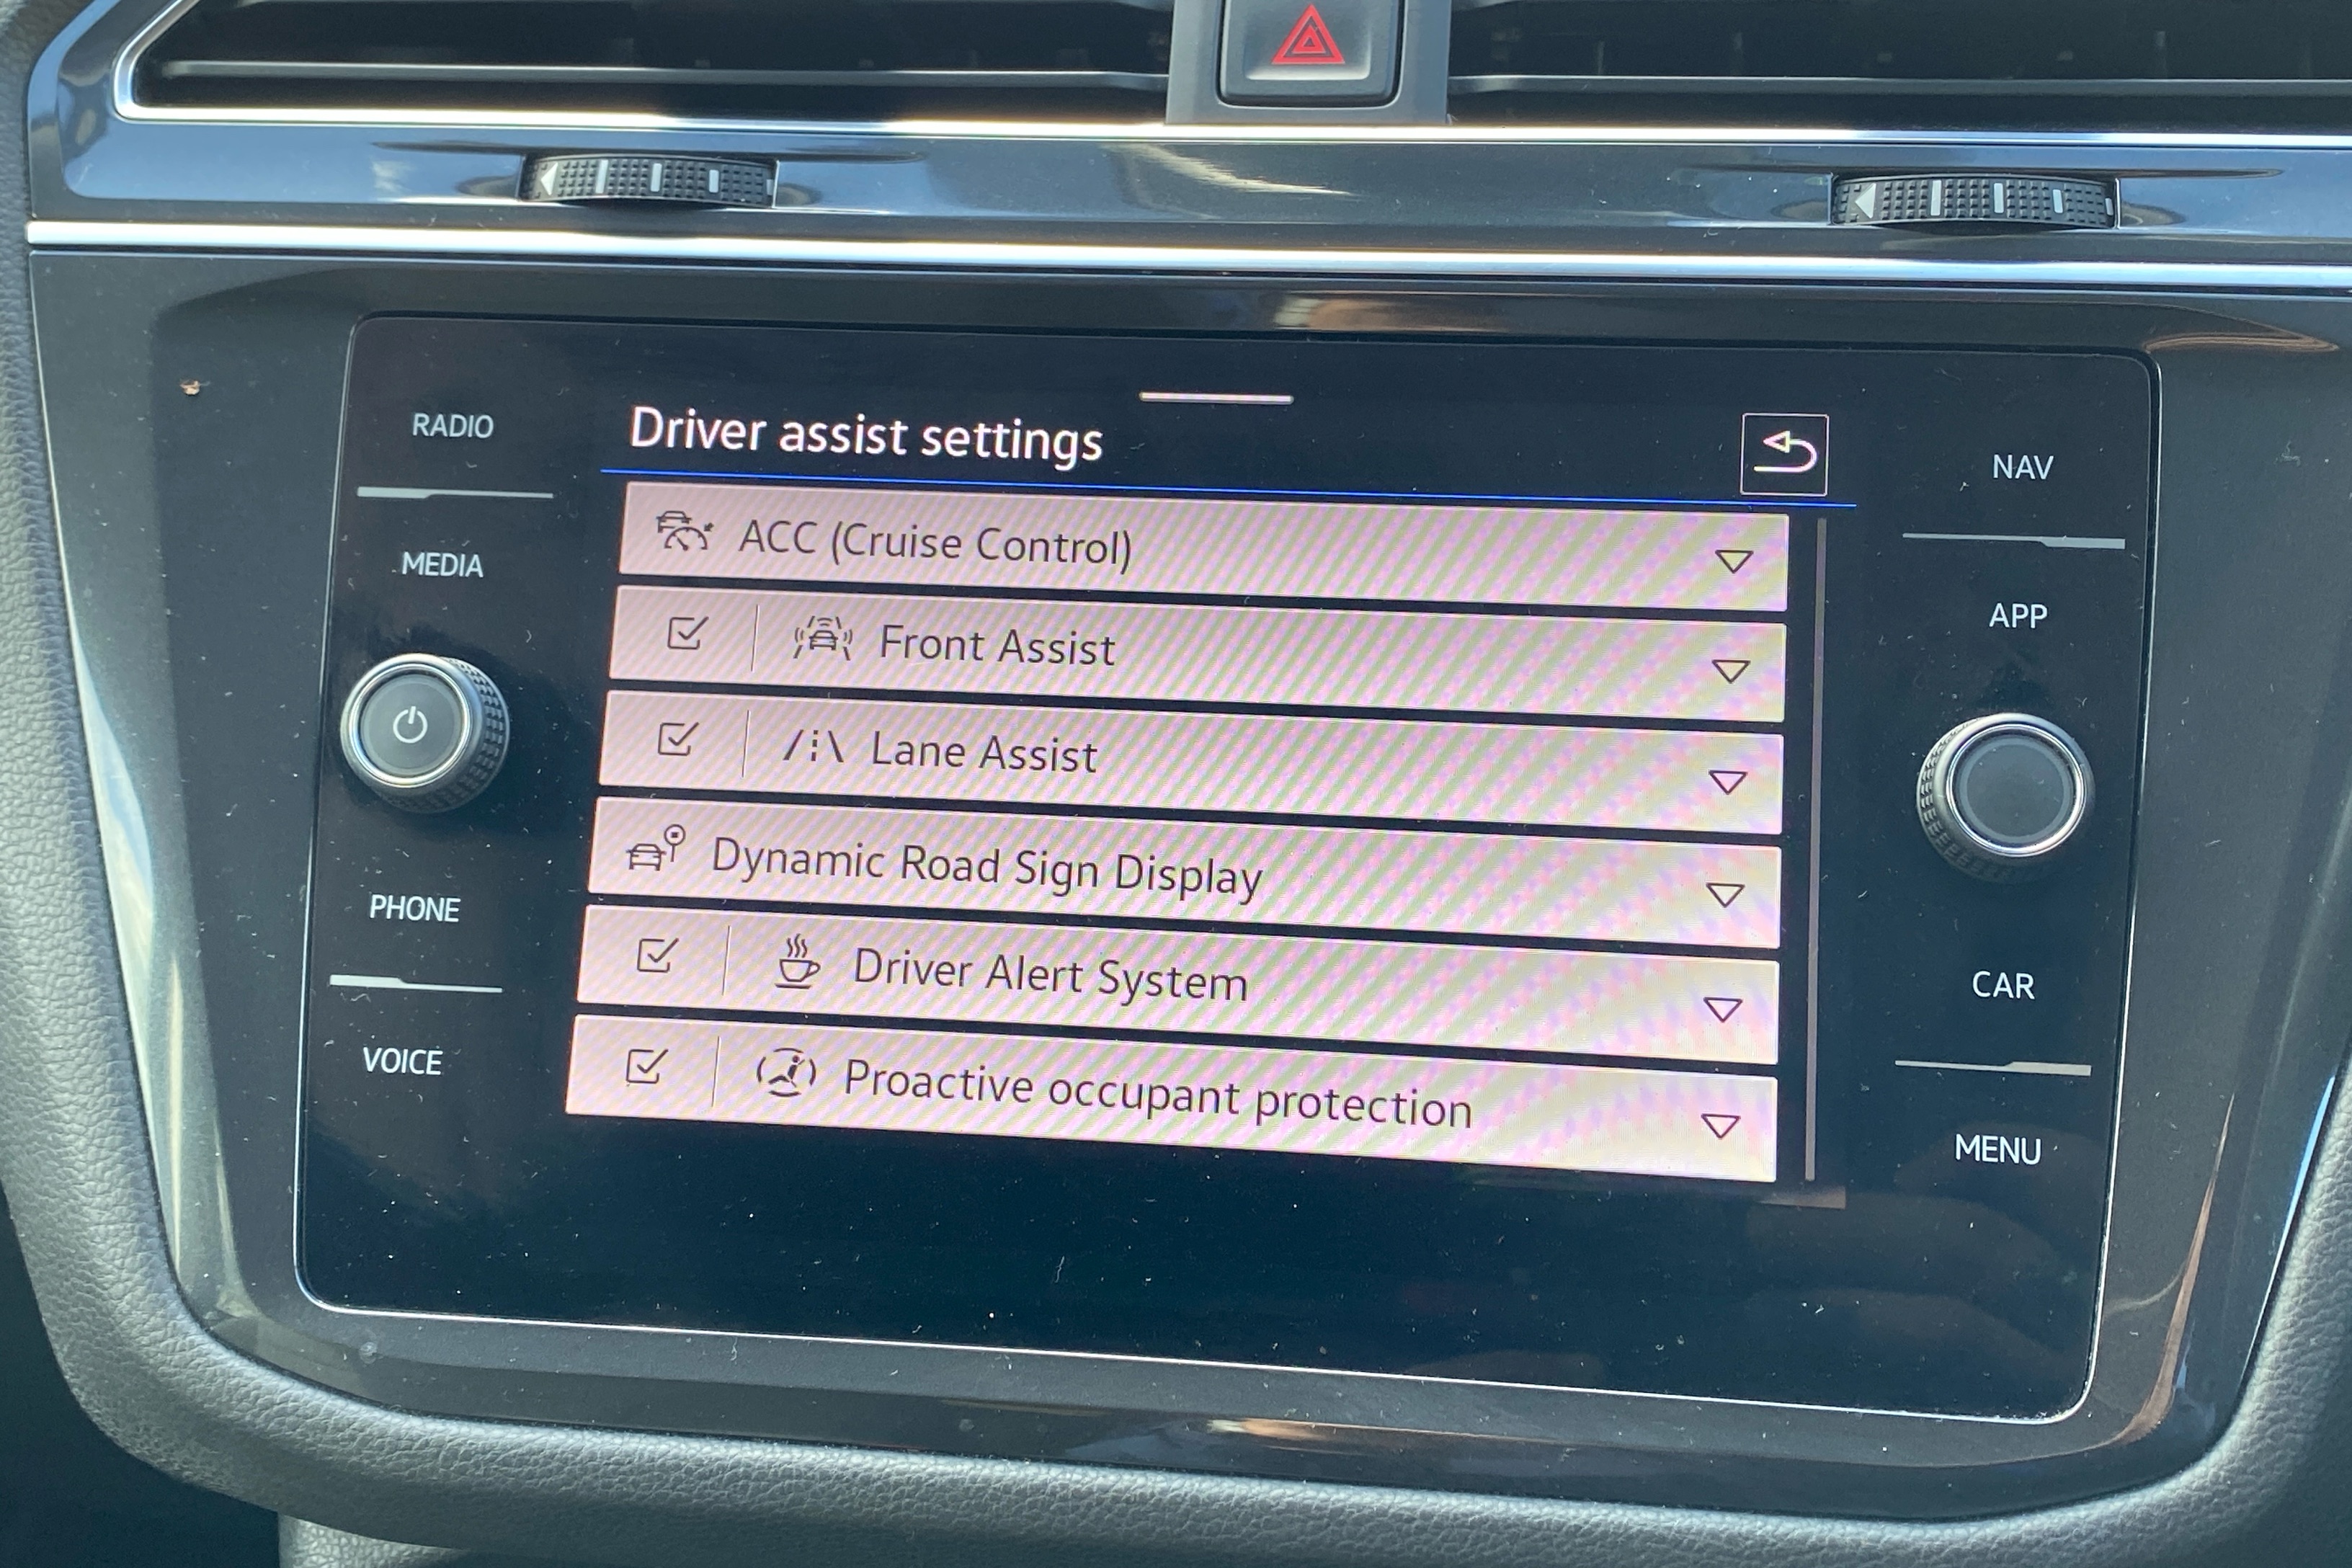 Driver assist settings
ACC (Cruise Control)
Front Assist
Lane Assist
Dynamic Road Sign Display
Driver Alert System
Proactive occupant protection
RADIO
MEDIA
PHONE
VOICE
NAV
APP
CAR
MENU